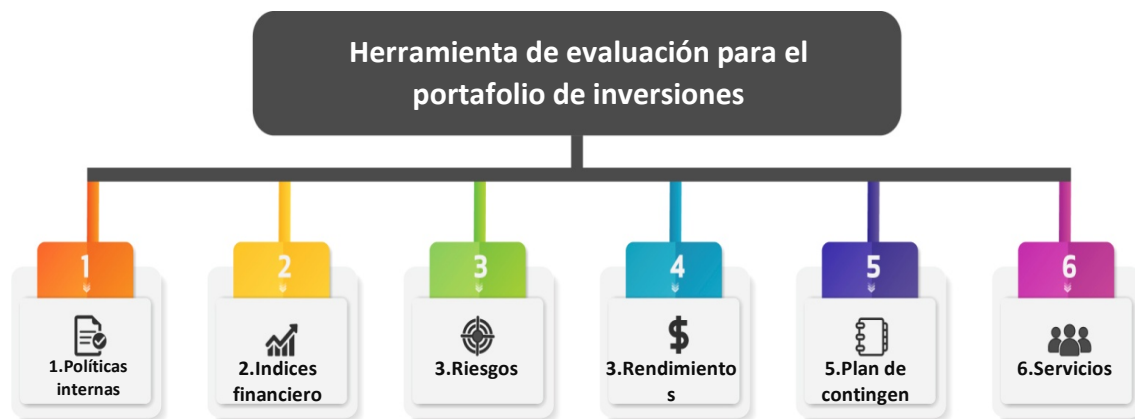 Herramienta de evaluación para el
portafolio de inversiones
1
2
3
4
5
6
1.Políticas
internas
2.Indices
financiero
3.Riesgos
$
3.Rendimiento
s
5.Plan de
contingen
6.Servicios